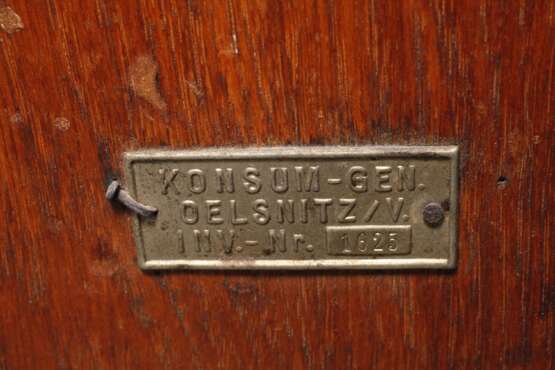 KONSUM-GEN.
OELSNITZ/V.
INV.-Nr. 1625